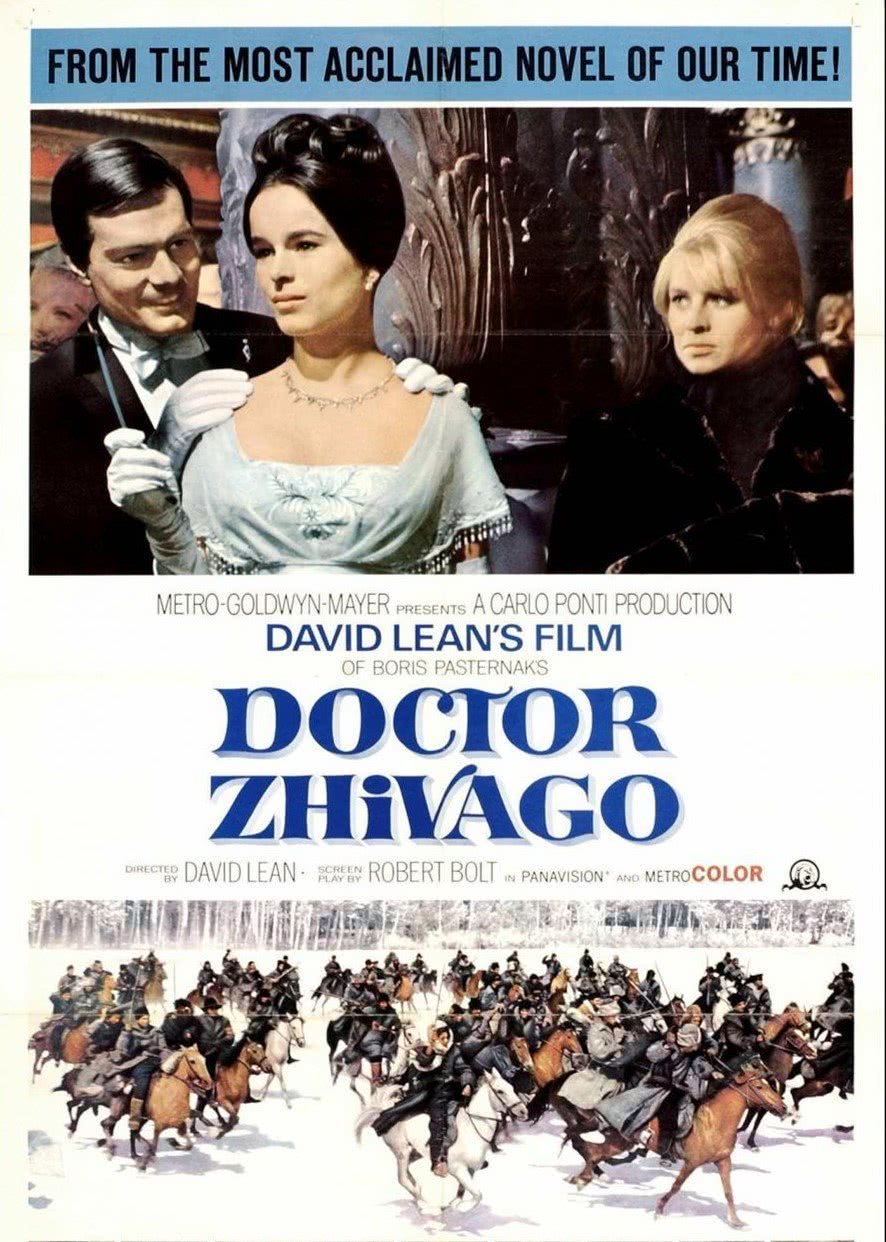 FROM THE MOST ACCLAIMED NOVEL OF OUR TIME!
METRO-GOLDWYN-MAYER PRESENTS A CARLO PONTI PRODUCTION
DAVID LEAN'S FILM
OF BORIS PASTERNAK'S
DOCTOR
ZHiVAGO
DIRECTED BY DAVID LEAN · SCREEN PLAY BY ROBERT BOLT IN PANAVISION® AND METROCOLOR